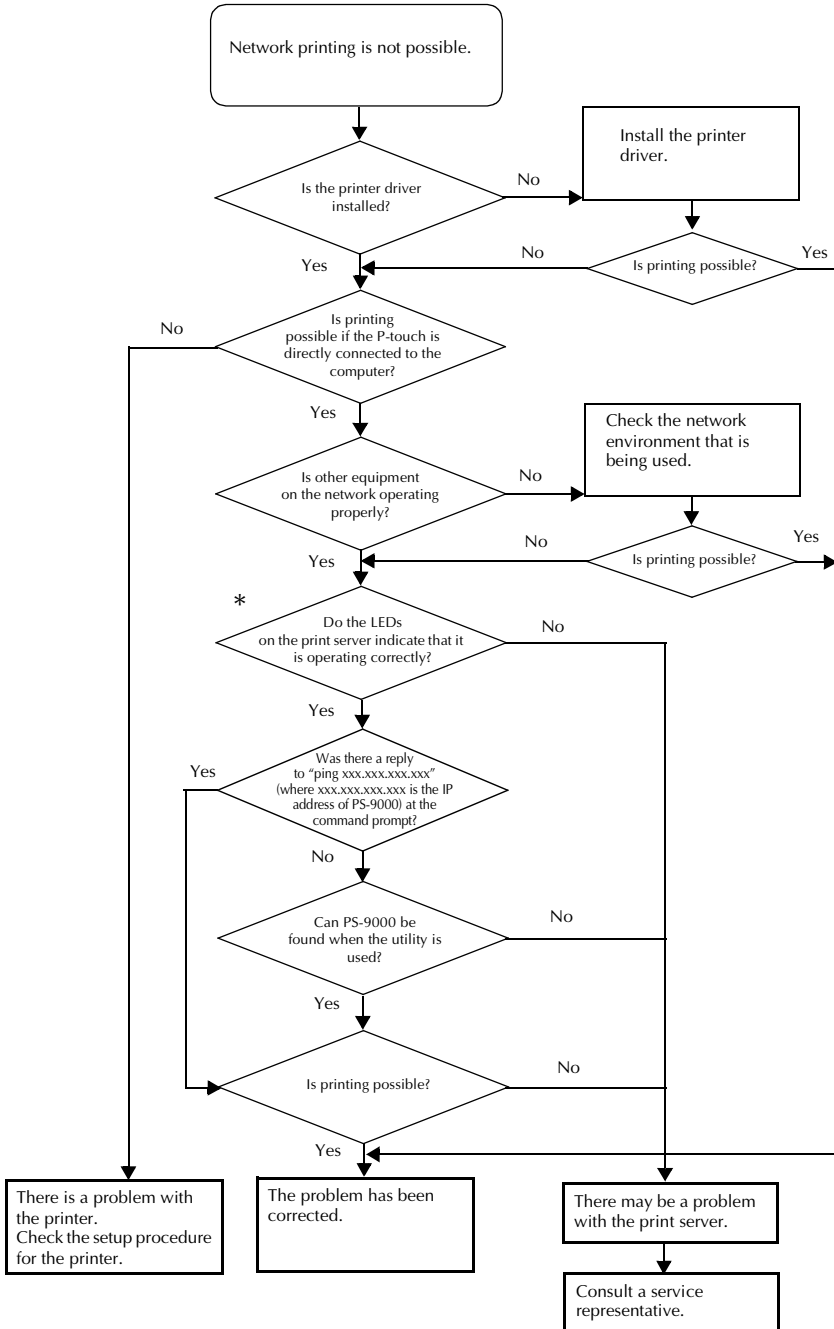 Network printing is not possible.
Install the printer
driver.
Is the printer driver
installed?
No
Yes
No
Is printing possible?
Yes
Is printing
possible if the P-touch is
directly connected to the
computer?
No
Yes
Check the network
environment that is
being used.
Is other equipment
on the network operating
properly?
No
Yes
No
Is printing possible?
Yes
*
Do the LEDs
on the print server indicate that it
is operating correctly?
No
Yes
Was there a reply
to “ping xxx.xxx.xxx.xxx”
(where xxx.xxx.xxx.xxx is the IP
address of PS-9000) at the
command prompt?
Yes
No
Can PS-9000 be
found when the utility is
used?
No
Yes
Is printing possible?
No
Yes
There is a problem with
the printer.
Check the setup procedure
for the printer.
The problem has been
corrected.
There may be a problem
with the print server.
Consult a service
representative.